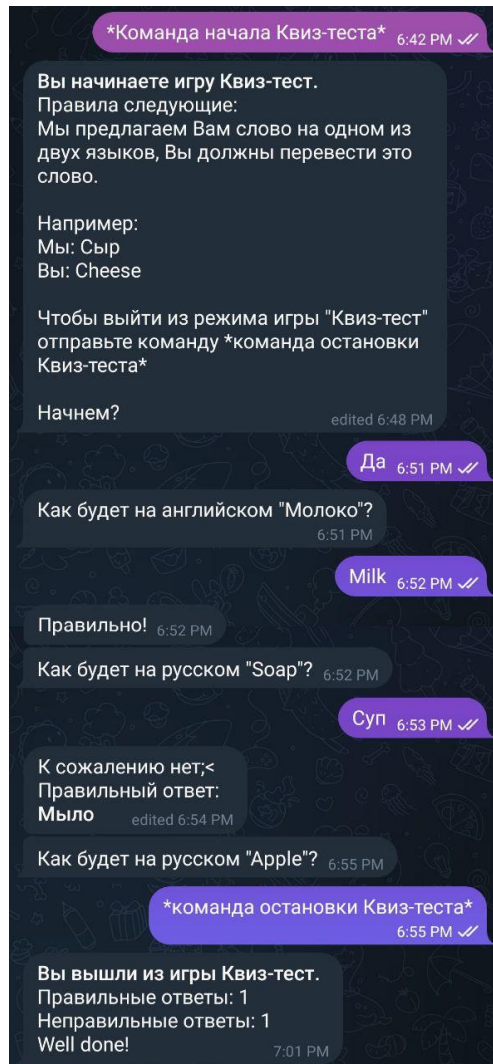 *Команда начала Квиз-теста* 6:42 PM
Вы начинаете игру Квиз-тест.
Правила следующие:
Мы предлагаем Вам слово на одном из
двух языков, Вы должны перевести это
слово.
Например:
Мы: Сыр
Вы: Cheese
Чтобы выйти из режима игры "Квиз-тест"
отправьте команду *команда остановки
Квиз-теста*
Начнем? edited 6:48 PM
Да 6:51 PM
Как будет на английском "Молоко"?
6:51 PM
Milk 6:52 PM
Правильно! 6:52 PM
Как будет на русском "Soap"? 6:52 PM
Суп 6:53 PM
К сожалению нет;<
Правильный ответ:
Мыло edited 6:54 PM
Как будет на русском "Apple"? 6:55 PM
*команда остановки Квиз-теста*
6:55 PM
Вы вышли из игры Квиз-тест.
Правильные ответы: 1
Неправильные ответы: 1
Well done! 7:01 PM